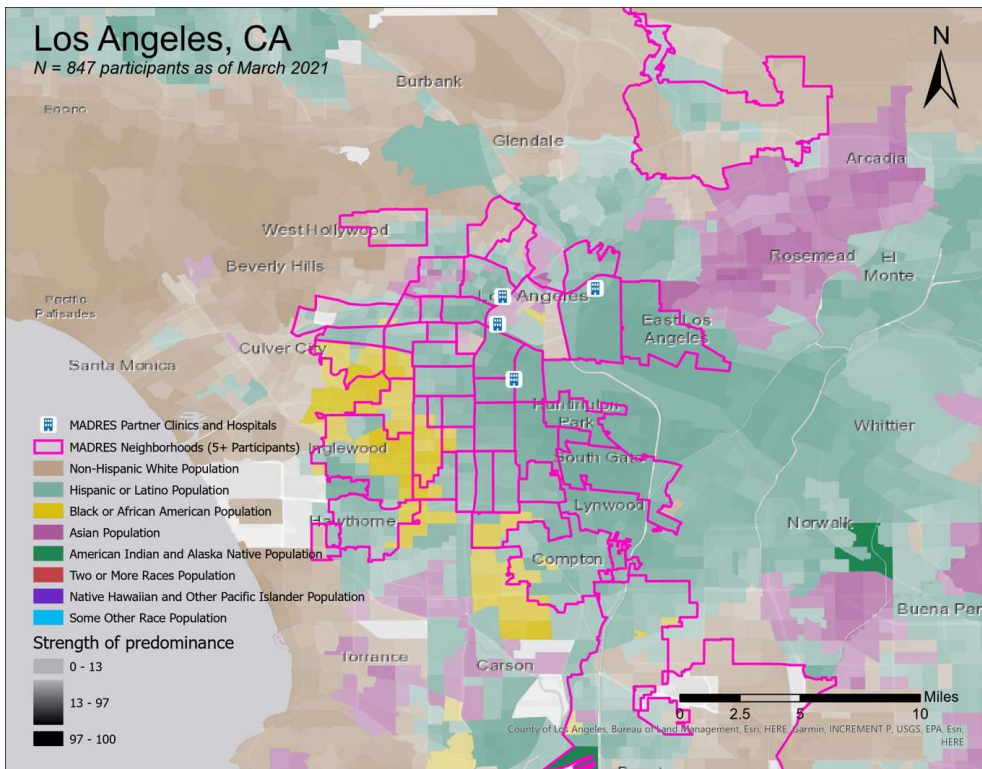 Los Angeles, CA
N = 847 participants as of March 2021
N
Burbank
Encino
Glendale
Arcadia
West Hollywood
Beverly Hills
Rosemead
El
Monte
Pacific
Palisades
Los Angeles
East Los
Angeles
Culver City
Santa Monica
Huntington
Park
Whittier
Inglewood
South Gate
Lynwood
Hawthorne
Norwalk
Compton
Buena Par
Torrance
Carson
MADRES Partner Clinics and Hospitals
MADRES Neighborhoods (5+ Participants)
Non-Hispanic White Population
Hispanic or Latino Population
Black or African American Population
Asian Population
American Indian and Alaska Native Population
Two or More Races Population
Native Hawaiian and Other Pacific Islander Population
Some Other Race Population
Strength of predominance
0 - 13
13 - 97
97 - 100
Miles
0 2.5 5 10
County of Los Angeles, Bureau of Land Management, Esri, HERE, Garmin, INCREMENT P, USGS, EPA, Esri,
HERE